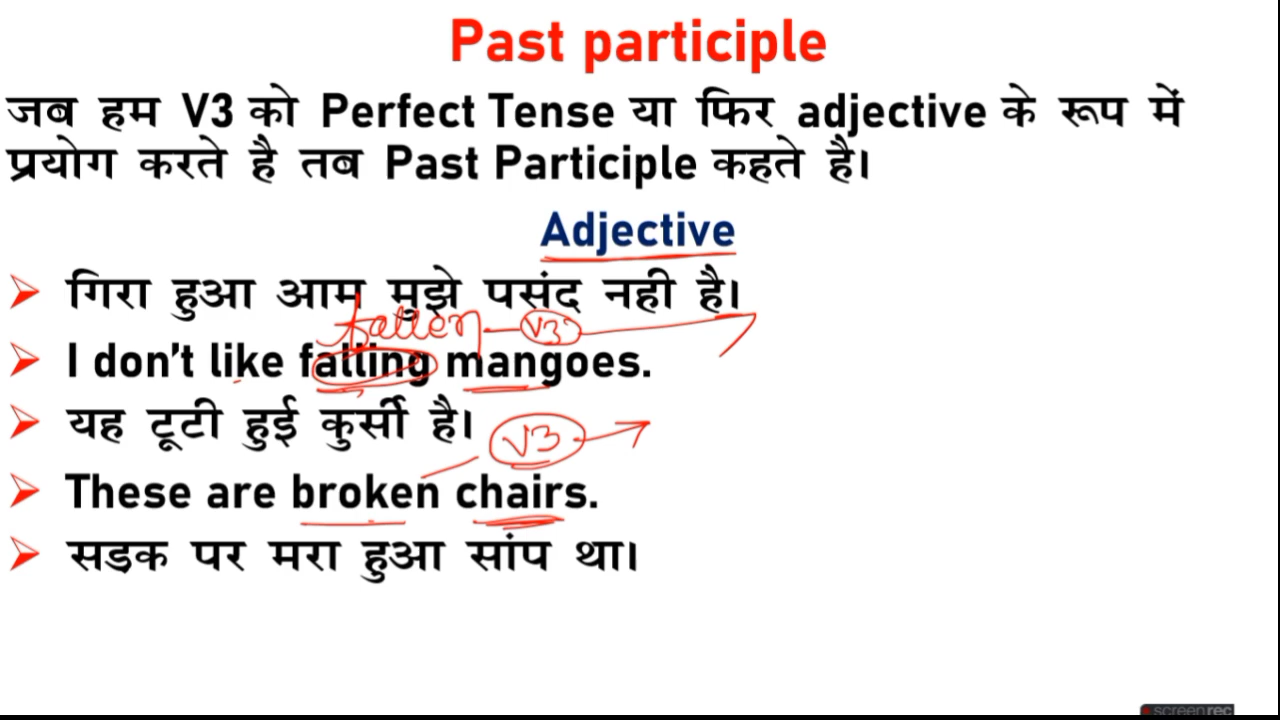 Past participle
जब हम V3 को Perfect Tense या फिर adjective के रूप में
प्रयोग करते है तब Past Participle कहते है।
Adjective
गिरा हुआ आम मुझे पसंद नही है।
fallen V3
I don't like falling mangoes.
यह टूटी हुई कुर्सी है।
V3
These are broken chairs.
सड़क पर मरा हुआ सांप था।
screenrec